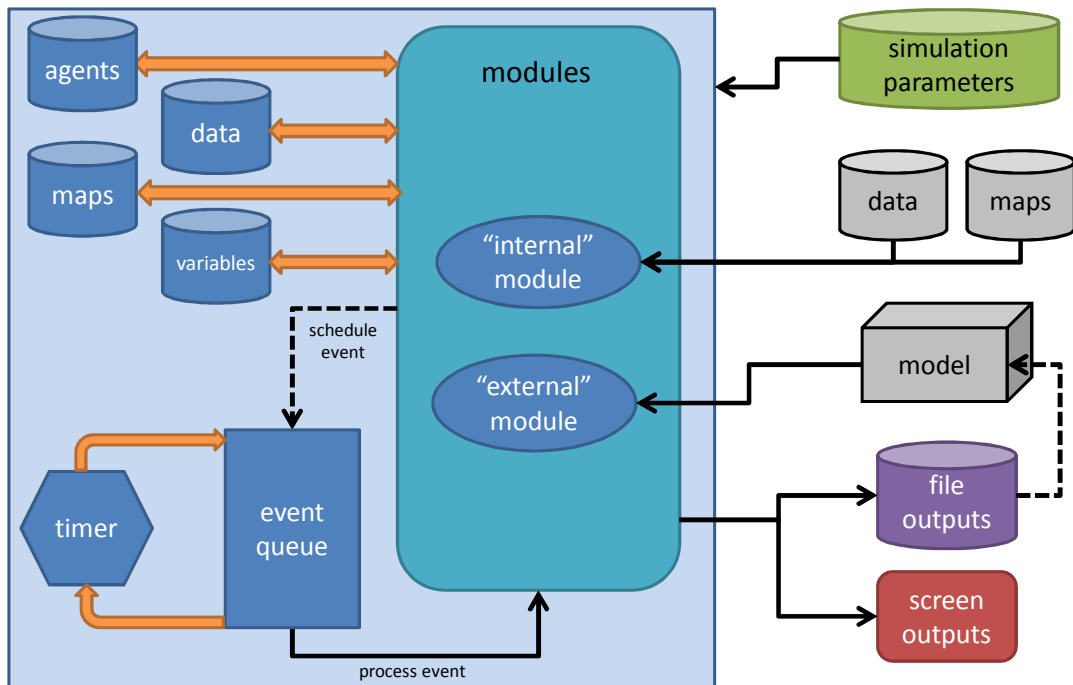 agents
data
maps
variables
modules
“internal”
module
“external”
module
schedule
event
timer
event
queue
process event
simulation
parameters
data
maps
model
file
outputs
screen
outputs